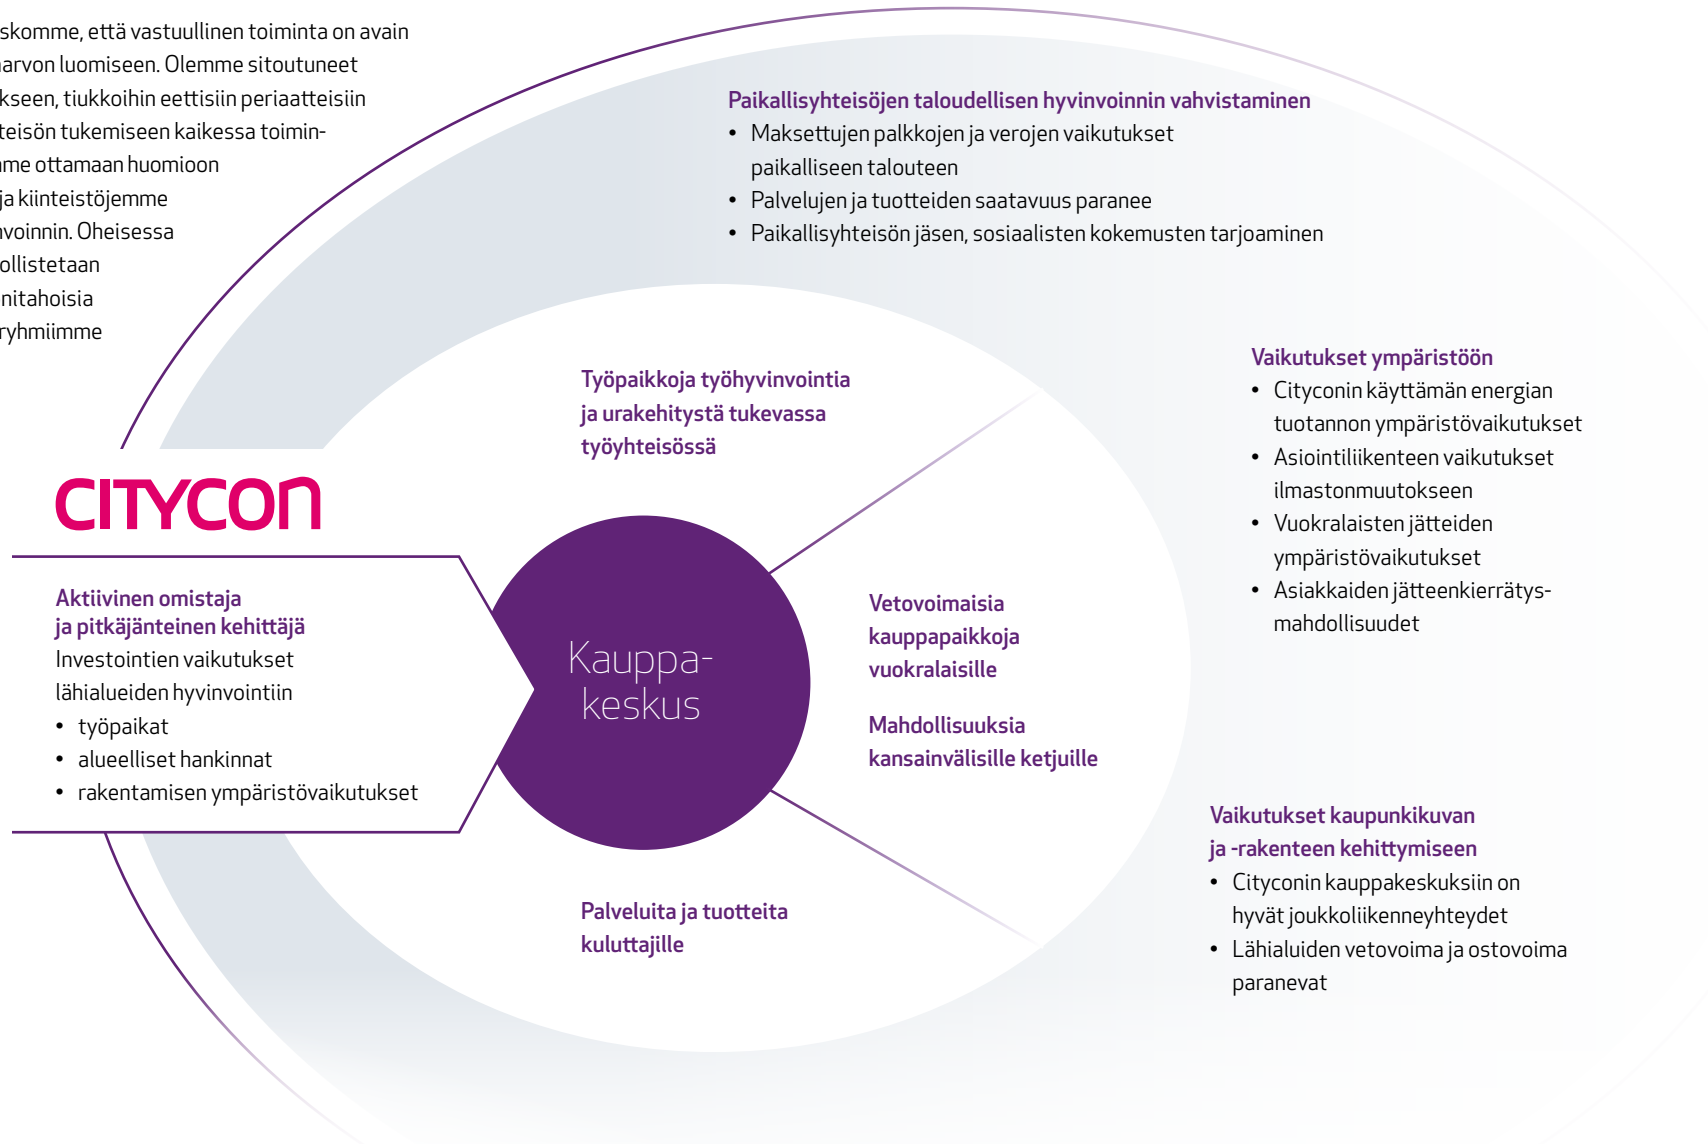 skomme, että vastuullinen toiminta on avain
aarvon luomiseen. Olemme sitoutuneet
kseen, tiukkoihin eettisiin periaatteisiin
teisön tukemiseen kaikessa toimin-
me ottamaan huomioon
ja kiinteistöjemme
voinnin. Oheisessa
ollistetaan
nitahoisia
ryhmiimme
Paikallisyhteisöjen taloudellisen hyvinvoinnin vahvistaminen
• Maksettujen palkkojen ja verojen vaikutukset
paikalliseen talouteen
• Palvelujen ja tuotteiden saatavuus paranee
• Paikallisyhteisön jäsen, sosiaalisten kokemusten tarjoaminen
Työpaikkoja työhyvinvointia
ja urakehitystä tukevassa
työyhteisössä
Vaikutukset ympäristöön
• Cityconin käyttämän energian
tuotannon ympäristövaikutukset
• Asiointiliikenteen vaikutukset
ilmastonmuutokseen
• Vuokralaisten jätteiden
ympäristövaikutukset
• Asiakkaiden jätteenkierrätys-
mahdollisuudet
CITYCON
Aktiivinen omistaja
ja pitkäjänteinen kehittäjä
Investointien vaikutukset
lähialueiden hyvinvointiin
• työpaikat
• alueelliset hankinnat
• rakentamisen ympäristövaikutukset
Kauppa-
keskus
Vetovoimaisia
kauppapaikkoja
vuokralaisille
Mahdollisuuksia
kansainvälisille ketjuille
Palveluita ja tuotteita
kuluttajille
Vaikutukset kaupunkikuvan
ja -rakenteen kehittymiseen
• Cityconin kauppakeskuksiin on
hyvät joukkoliikenneyhteydet
• Lähialuiden vetovoima ja ostovoima
paranevat